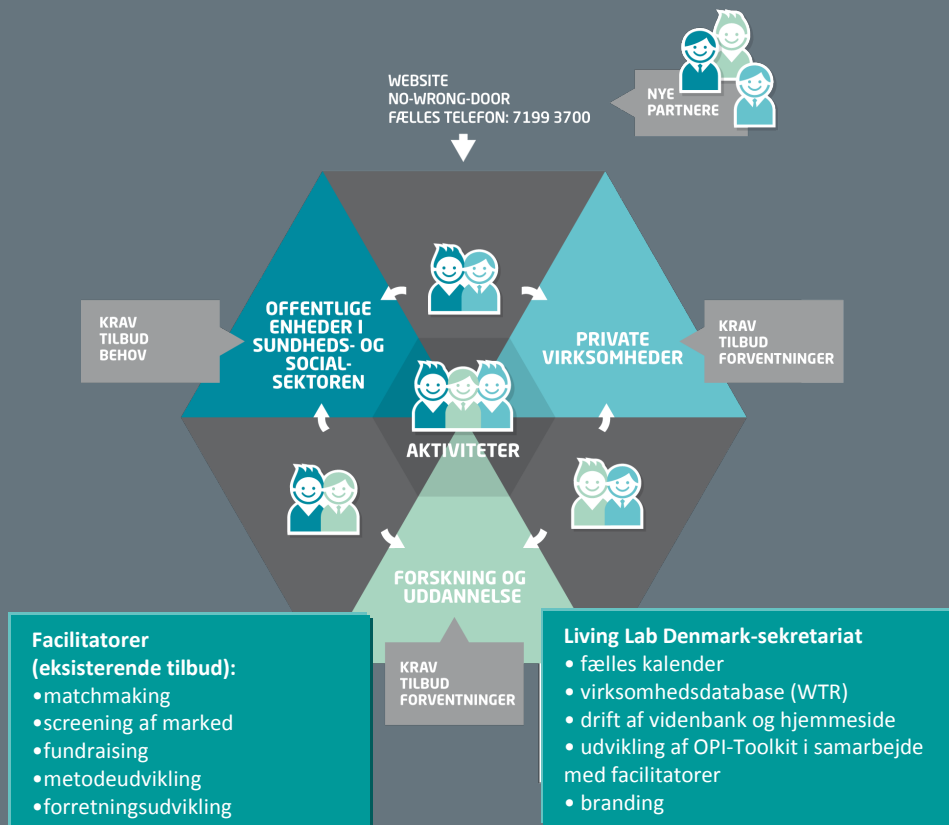 WEBSITE
NO-WRONG-DOOR
FÆLLES TELEFON: 7199 3700
NYE
PARTNERE
KRAV
TILBUD
BEHOV
OFFENTLIGE
ENHEDER I
SUNDHEDS- OG
SOCIAL-
SEKTOREN
PRIVATE
VIRKSOMHEDER
KRAV
TILBUD
FORVENTNINGER
AKTIVITETER
FORSKNING OG
UDDANNELSE
KRAV
TILBUD
FORVENTNINGER
Facilitatorer
(eksisterende tilbud):
•matchmaking
•screening af marked
•fundraising
•metodeudvikling
•forretningsudvikling
Living Lab Denmark-sekretariat
• fælles kalender
• virksomhedsdatabase (WTR)
• drift af videnbank og hjemmeside
• udvikling af OPI-Toolkit i samarbejde
med facilitatorer
• branding